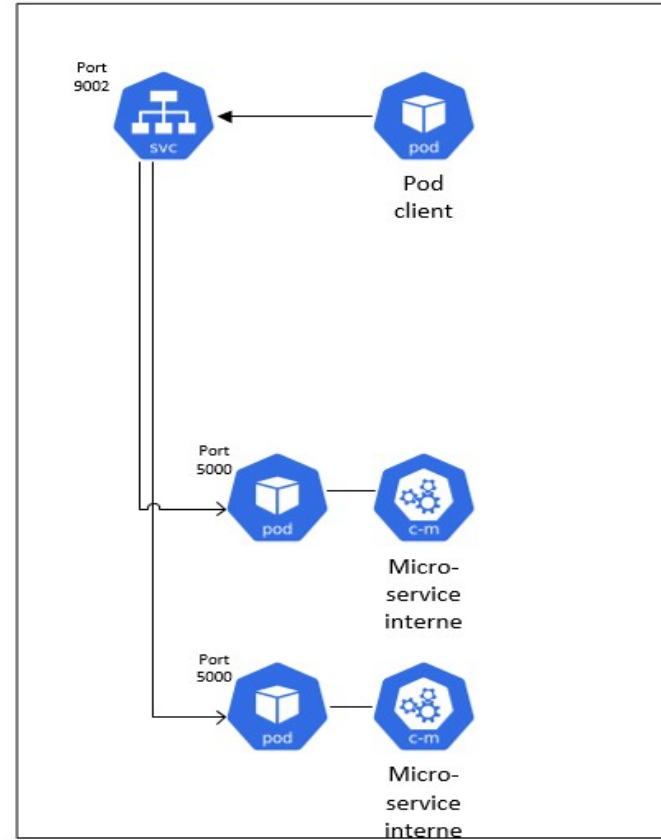 Port
9002
svc
pod
Pod
client
Port
5000
pod
c-m
Micro-
service
interne
Port
5000
pod
c-m
Micro-
service
interne